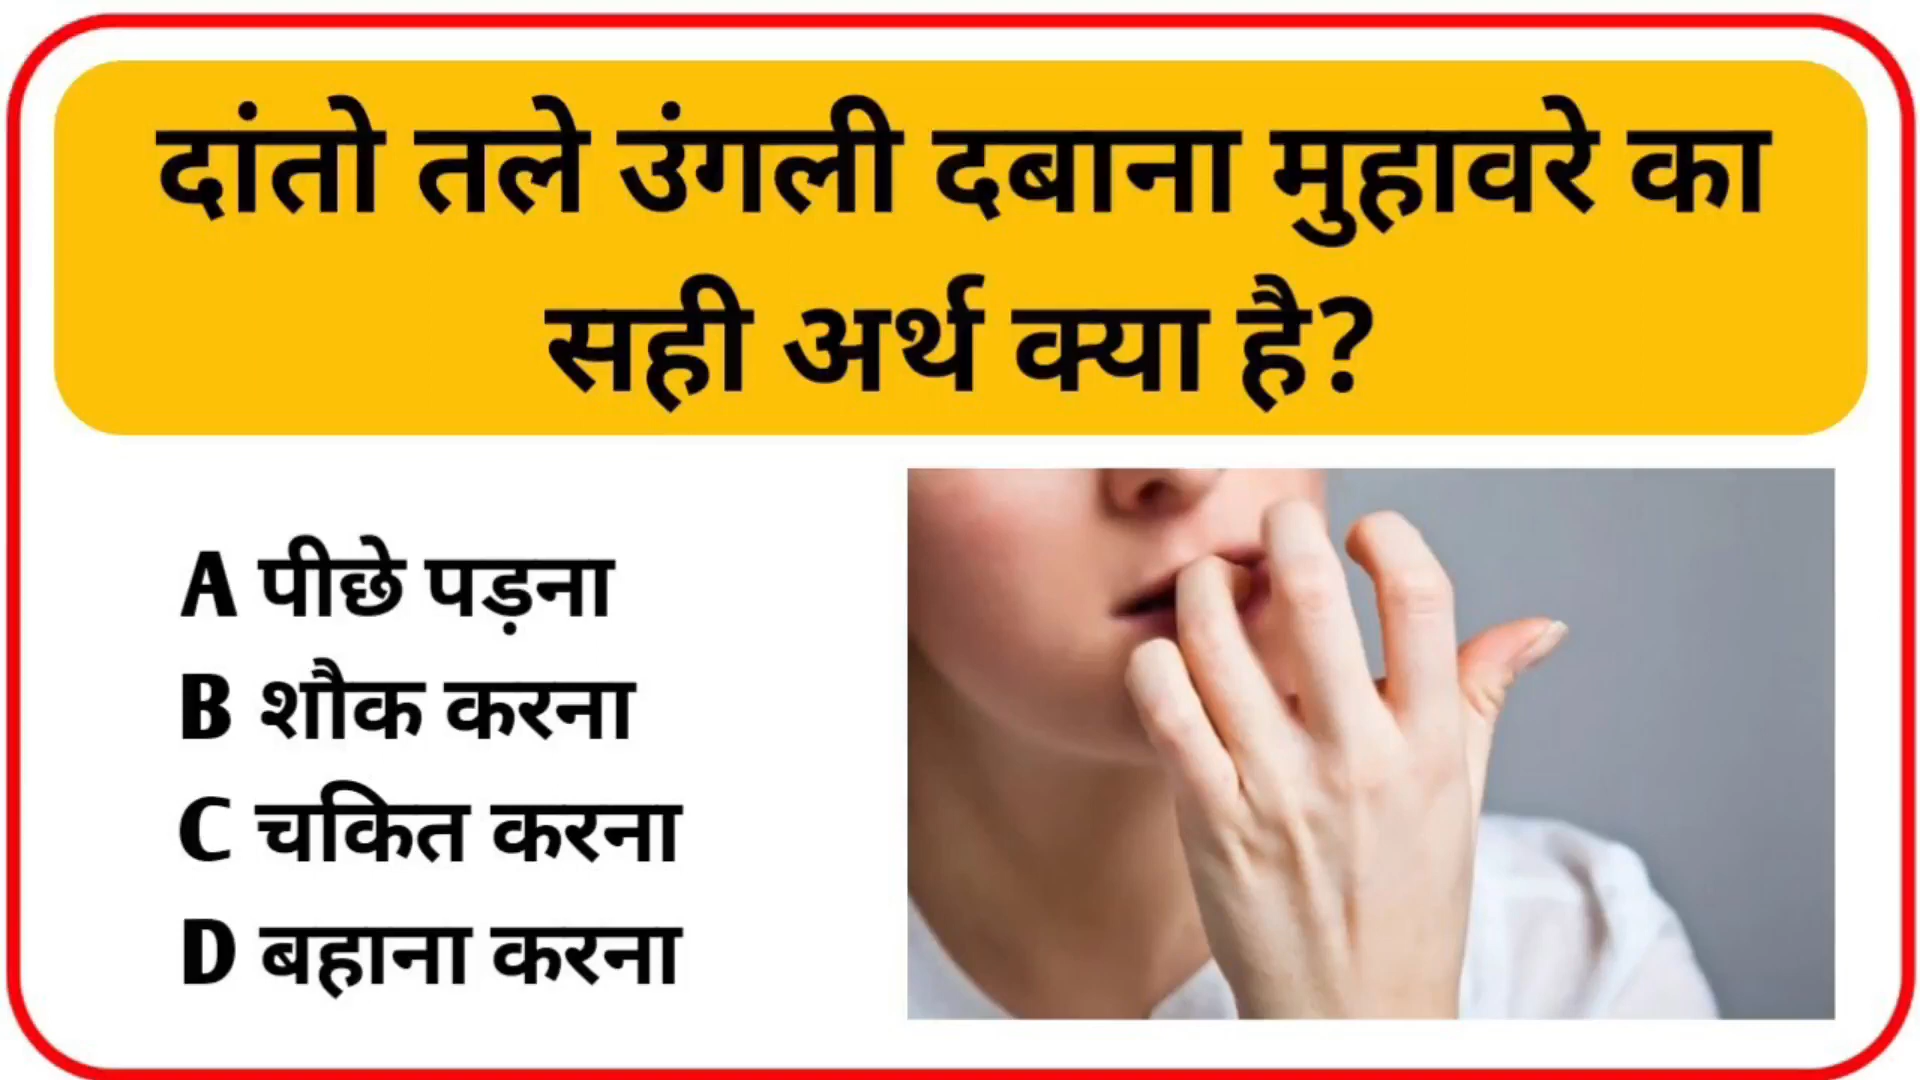 दांतो तले उंगली दबाना मुहावरे का
सही अर्थ क्या है?
A पीछे पड़ना
B शौक करना
C चकित करना
D बहाना करना